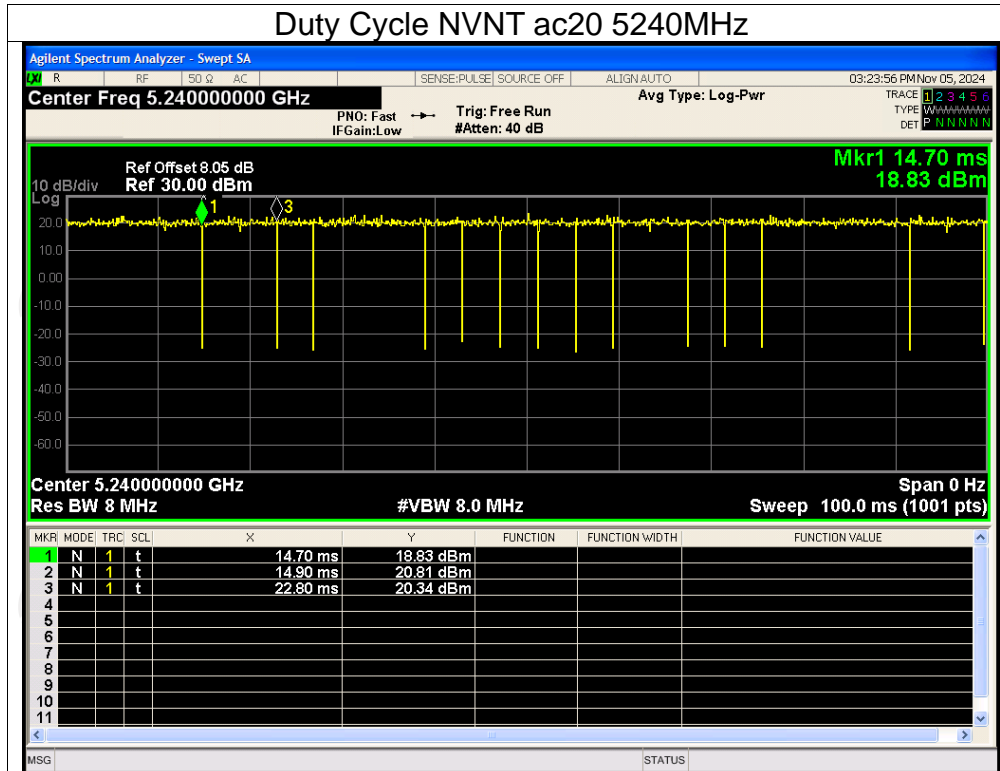 Duty Cycle NVNT ac20 5240MHz
Agilent Spectrum Analyzer - Swept SA
LXI R RF 50 Ω AC SENSE:PULSE SOURCE OFF ALIGN AUTO 03:23:56 PM Nov 05, 2024
Center Freq 5.240000000 GHz Avg Type: Log-Pwr TRACE 1 2 3 4 5 6
PNO: Fast Trig: Free Run TYPE W
IFGain:Low #Atten: 40 dB DET P N N N N N
Mkr1 14.70 ms
Ref Offset 8.05 dB
10 dB/div Ref 30.00 dBm 18.83 dBm
Log
1 3
20.0
10.0
0.00
-10.0
-20.0
-30.0
-40.0
-50.0
-60.0
Center 5.240000000 GHz Span 0 Hz
Res BW 8 MHz #VBW 8.0 MHz Sweep 100.0 ms (1001 pts)
MKR MODE TRC SCL X Y FUNCTION FUNCTION WIDTH FUNCTION VALUE
1 N 1 t 14.70 ms 18.83 dBm
2 N 1 t 14.90 ms 20.81 dBm
3 N 1 t 22.80 ms 20.34 dBm
4
5
6
7
8
9
10
11
MSG STATUS